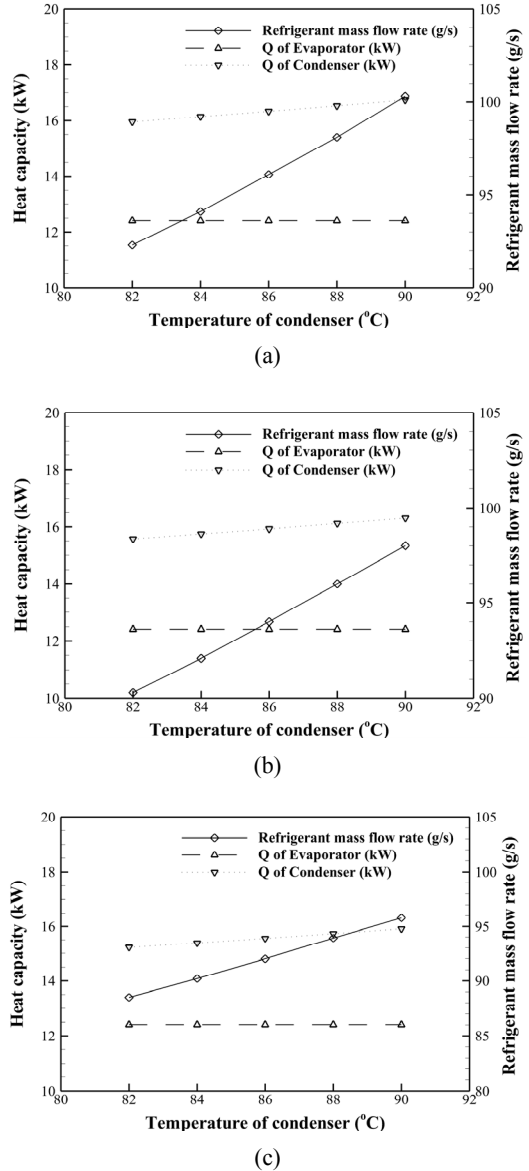 20
18
16
14
12
10
Heat capacity (kW)
Refrigerant mass flow rate (g/s)
Q of Evaporator (kW)
Q of Condenser (kW)
105
100
95
90
Refrigerant mass flow rate (g/s)
80 82 84 86 88 90 92
Temperature of condenser (°C)
(a)
20
18
16
14
12
10
Heat capacity (kW)
Refrigerant mass flow rate (g/s)
Q of Evaporator (kW)
Q of Condenser (kW)
105
100
95
90
Refrigerant mass flow rate (g/s)
80 82 84 86 88 90 92
Temperature of condenser (°C)
(b)
20
18
16
14
12
10
Heat capacity (kW)
Refrigerant mass flow rate (g/s)
Q of Evaporator (kW)
Q of Condenser (kW)
105
100
95
90
85
80
Refrigerant mass flow rate (g/s)
80 82 84 86 88 90 92
Temperature of condenser (°C)
(c)